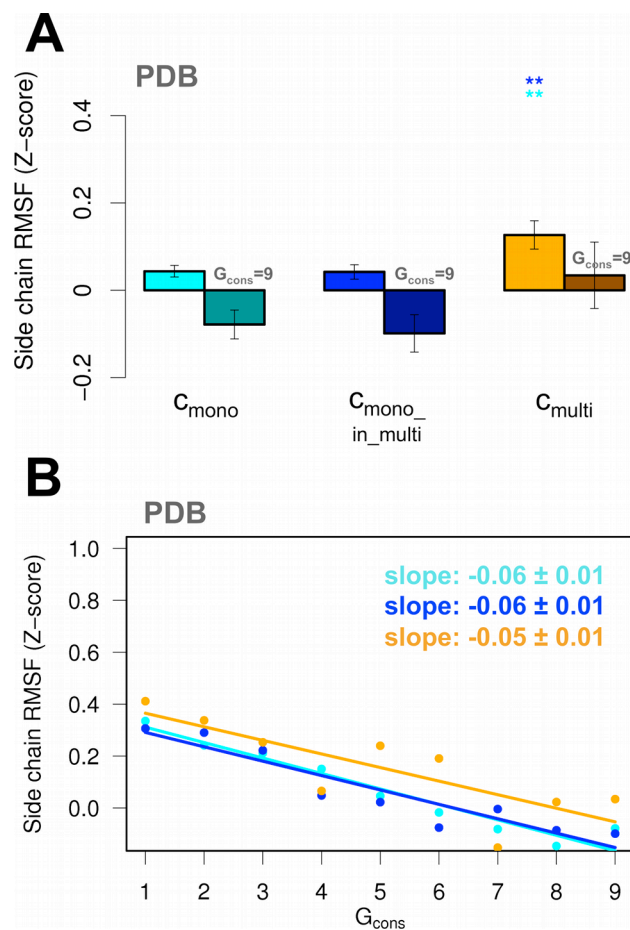 A
PDB
**
**
Side chain RMSF (Z−score)
0.4
0.2
0
−0.2
Gcons=9
Gcons=9
Gcons=9
Cmono
Cmono_
in_multi
Cmulti
B
PDB
Side chain RMSF (Z−score)
1.0
0.8
0.6
0.4
0.2
0.0
slope: -0.06 ± 0.01
slope: -0.06 ± 0.01
slope: -0.05 ± 0.01
1 2 3 4 5 6 7 8 9
Gcons